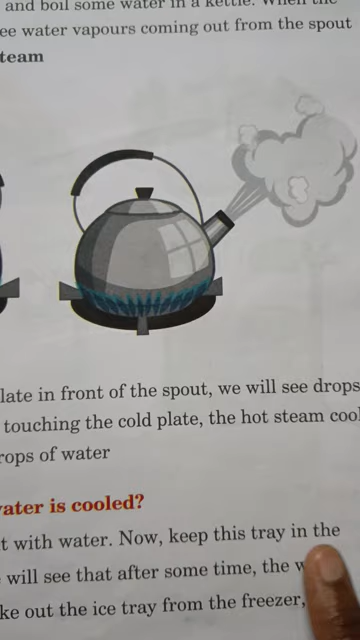 and boil some water in a kettle. When the
ee water vapours coming out from the spout
team
late in front of the spout, we will see drops
touching the cold plate, the hot steam cool
rops of water
ater is cooled?
t with water. Now, keep this tray in the
will see that after some time, the w
ke out the ice tray from the freezer,